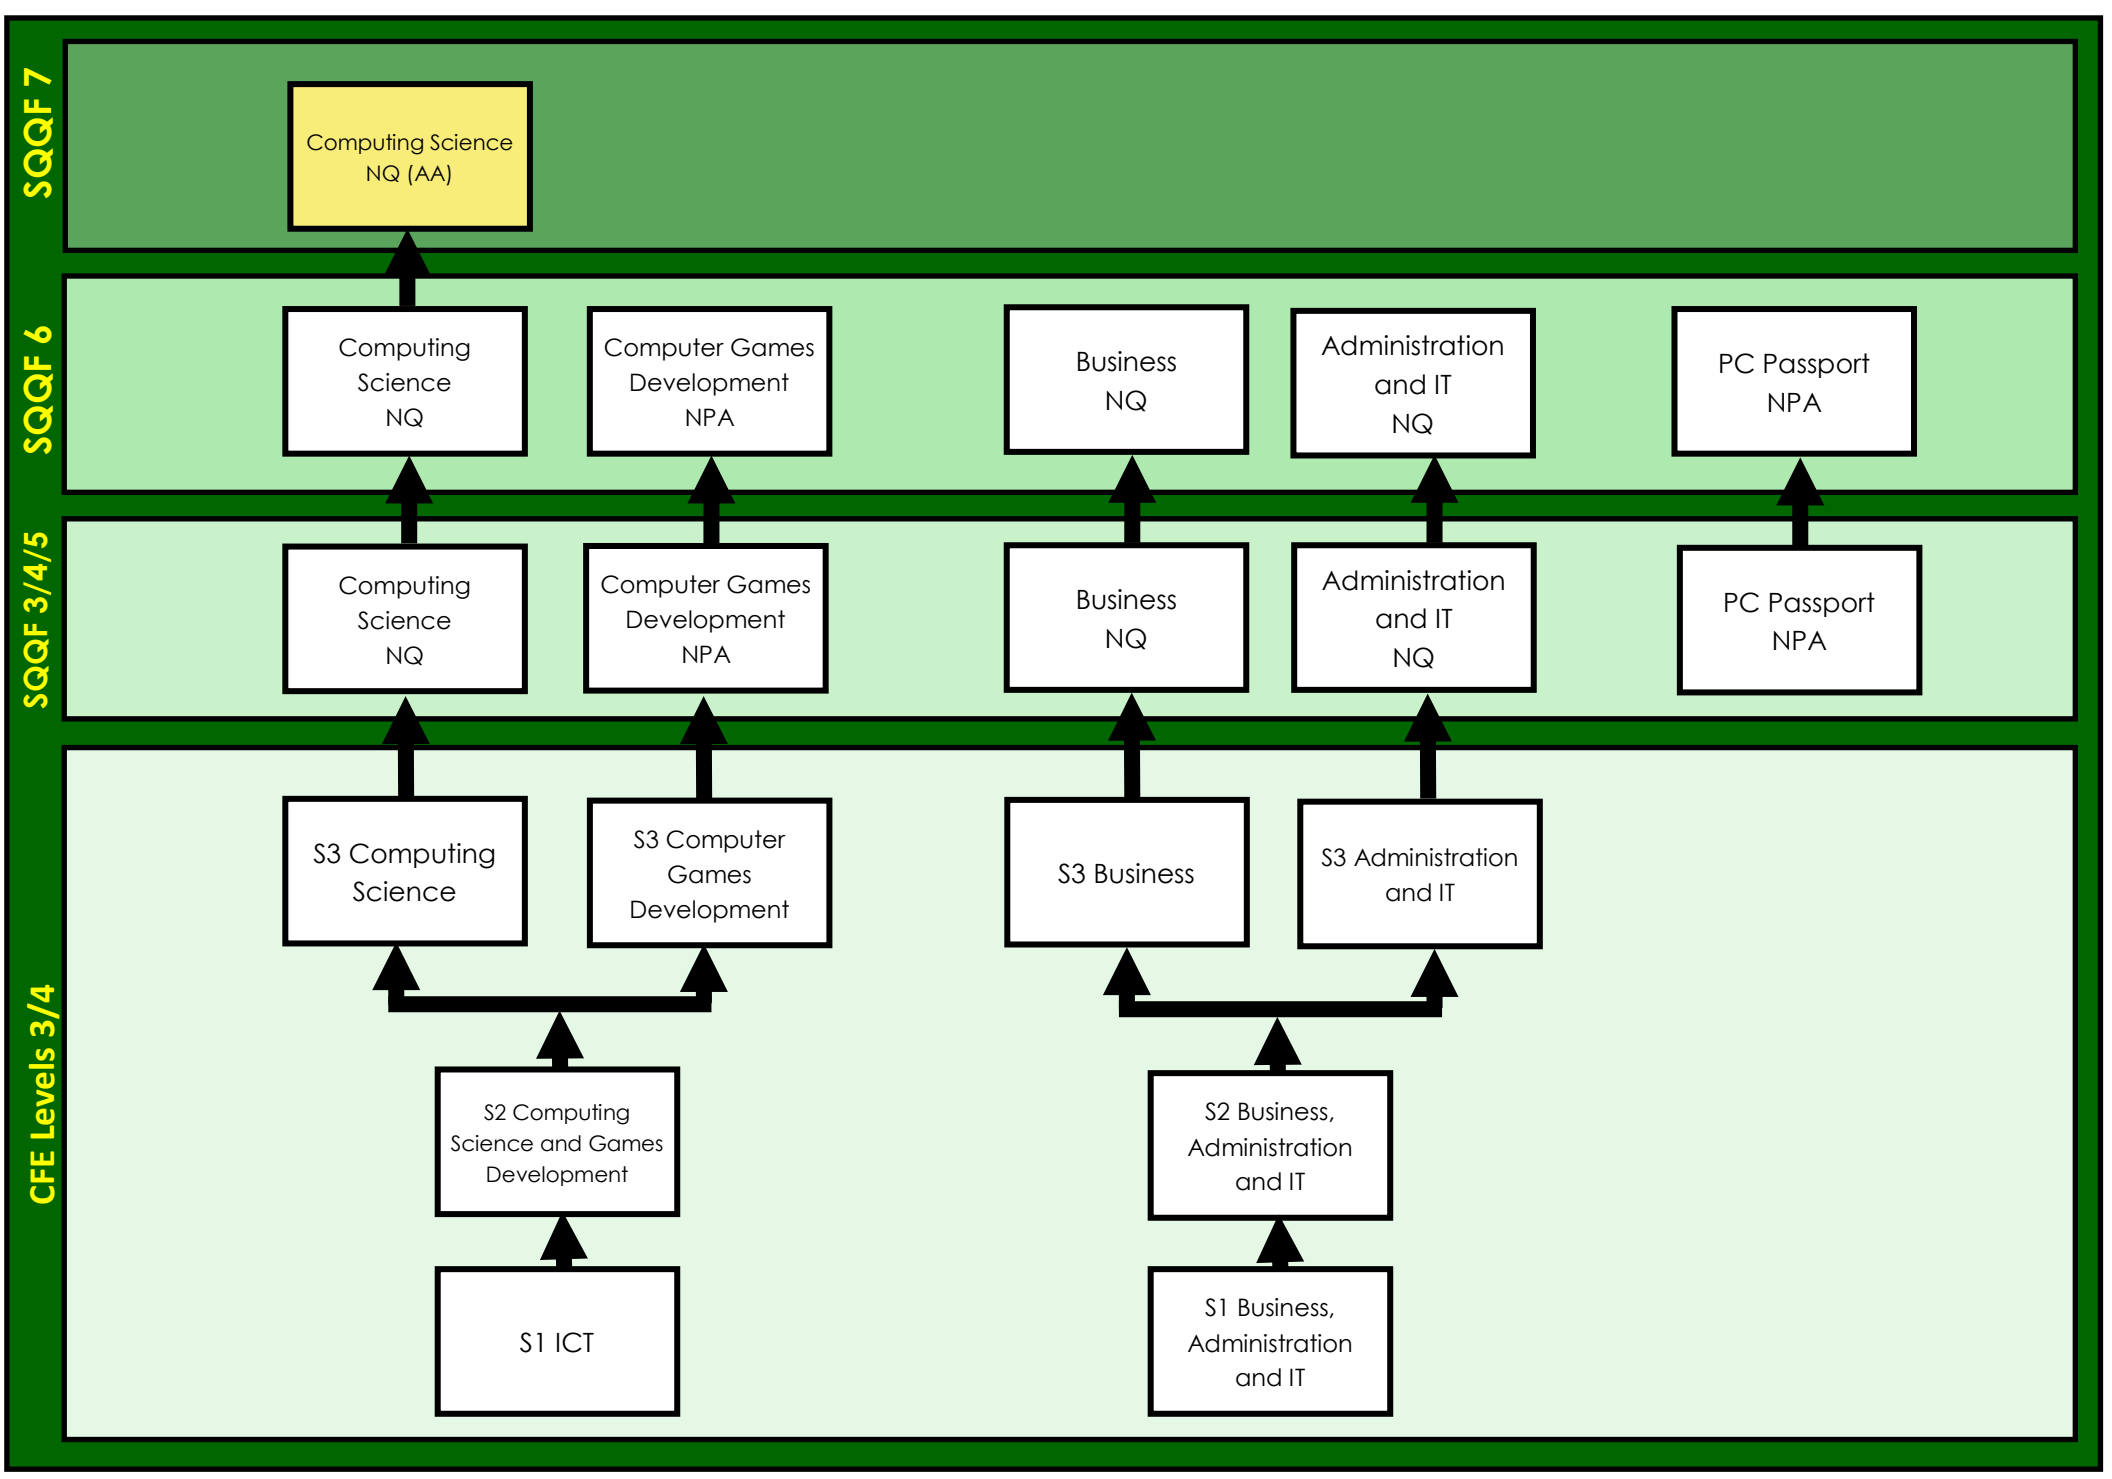 SQQF 7
Computing Science
NQ (AA)
SQQF 6
Computing
Science
NQ
Computer Games
Development
NPA
Business
NQ
Administration
and IT
NQ
PC Passport
NPA
SQQF 3/4/5
Computing
Science
NQ
Computer Games
Development
NPA
Business
NQ
Administration
and IT
NQ
PC Passport
NPA
CFE Levels 3/4
S3 Computing
Science
S3 Computer
Games
Development
S3 Business
S3 Administration
and IT
S2 Computing
Science and Games
Development
S2 Business,
Administration
and IT
S1 ICT
S1 Business,
Administration
and IT